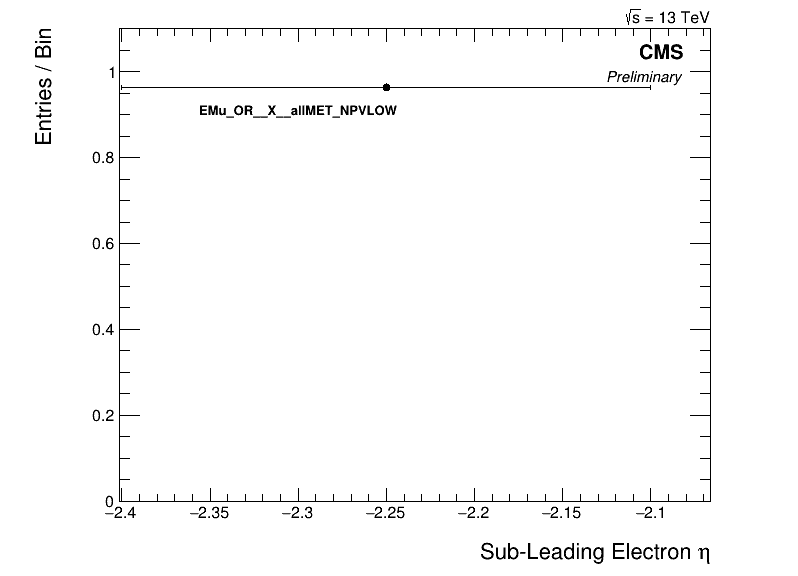 √s = 13 TeV
CMS
Preliminary
EMu_OR__X__allMET_NPVLOW
Entries / Bin
1
0.8
0.6
0.4
0.2
0
−2.4 −2.35 −2.3 −2.25 −2.2 −2.15 −2.1
Sub-Leading Electron η